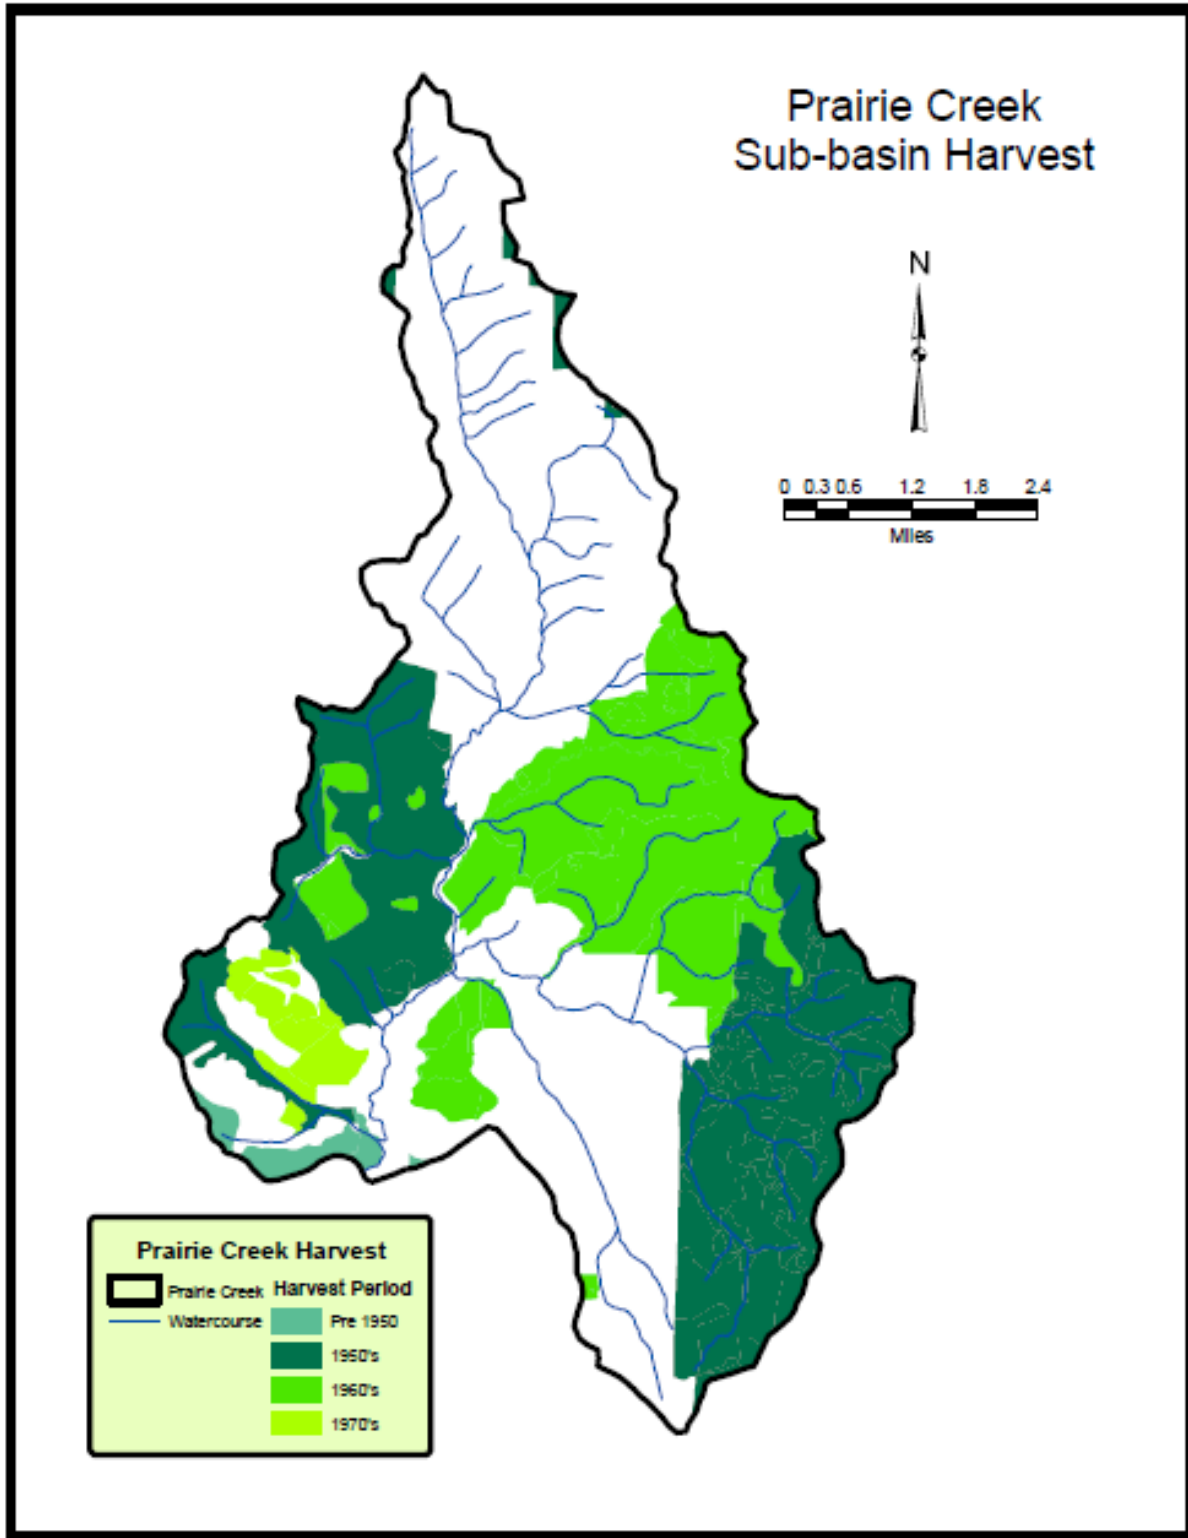 Prairie Creek
Sub-basin Harvest
N
0 0.3 0.6 1.2 1.8 2.4
Miles
Prairie Creek Harvest
Prairie Creek Harvest Period
Watercourse Pre 1950
1950's
1960's
1970's